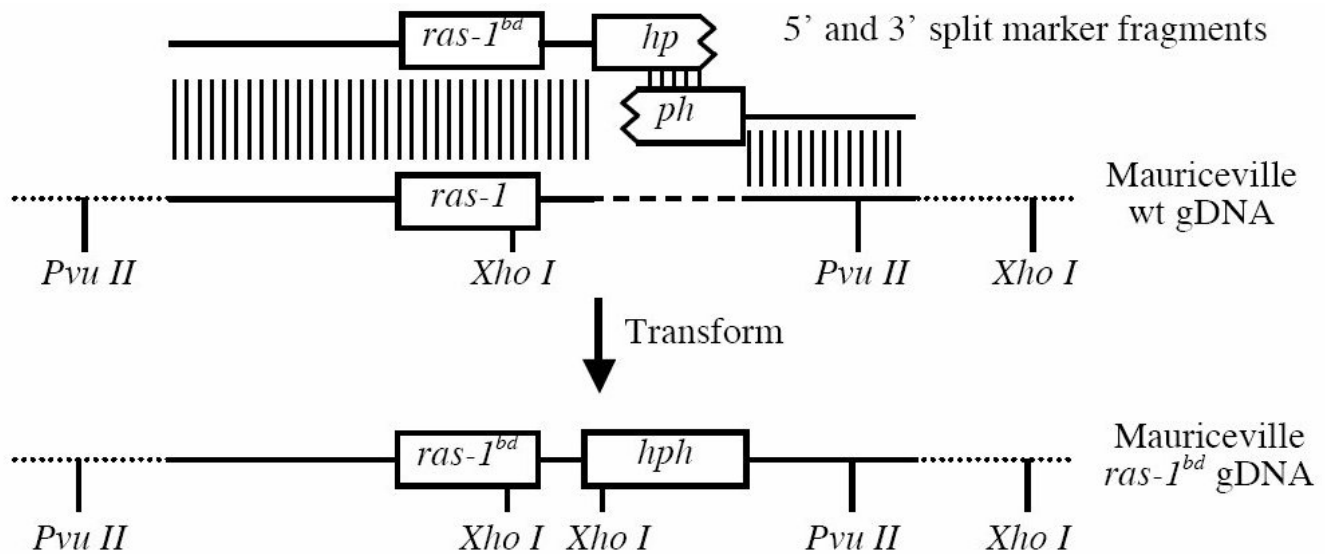 ras-1bd hp 5’ and 3’ split marker fragments
ph
ras-1 Mauriceville
wt gDNA
Pvu II Xho I Pvu II Xho I
Transform
ras-1bd hph Mauriceville
ras-1bd gDNA
Pvu II Xho I Xho I Pvu II Xho I